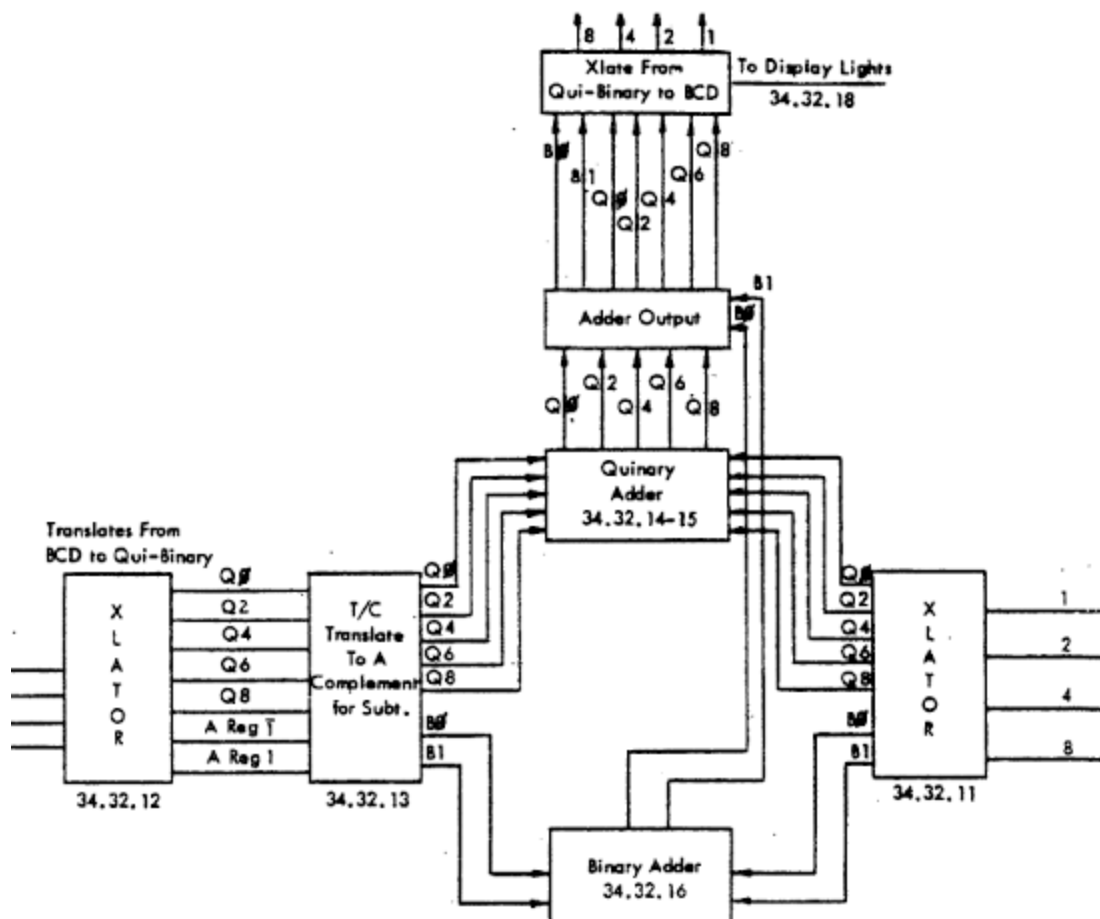 8 4 2 1
Xlate From
Qui-Binary to BCD
To Display Lights
34.32.18
B0
B1
Q0
Q2
Q4
Q6
Q8
B1
B0
Adder Output
Q0
Q2
Q4
Q6
Q8
Quinary
Adder
34.32.14-15
Translates From
BCD to Qui-Binary
X
L
A
T
O
R
34.32.12
Q0
Q2
Q4
Q6
Q8
A Reg 1̅
A Reg 1
T/C
Translate
To A
Complement
for Subt.
34.32.13
Q0
Q2
Q4
Q6
Q8
B0
B1
Q0
Q2
Q4
Q6
Q8
B0
B1
X
L
A
T
O
R
34.32.11
1
2
4
8
Binary Adder
34.32.16